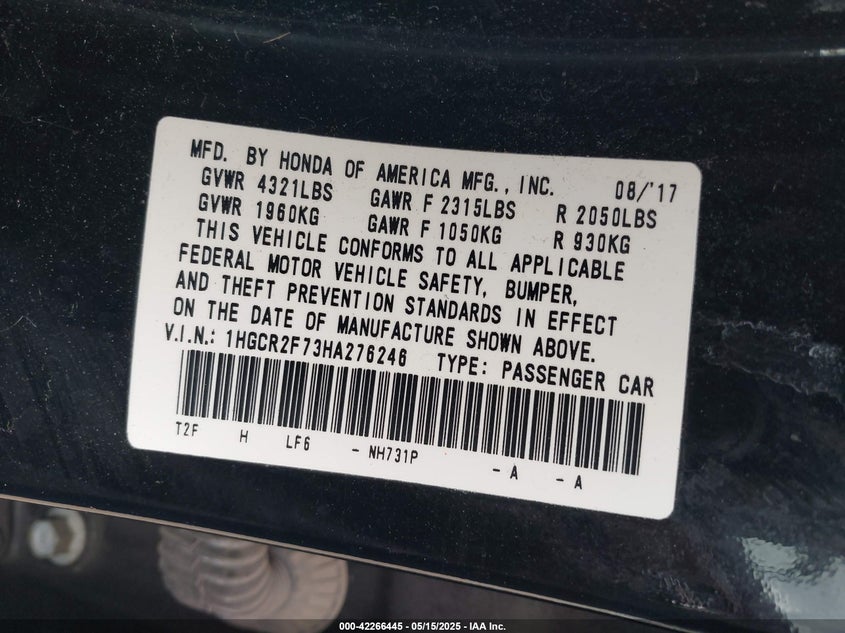 MFD. BY HONDA OF AMERICA MFG., INC. 08/'17
GVWR 4321LBS GAWR F 2315LBS R 2050LBS
GVWR 1960KG GAWR F 1050KG R 930KG
THIS VEHICLE CONFORMS TO ALL APPLICABLE
FEDERAL MOTOR VEHICLE SAFETY, BUMPER,
AND THEFT PREVENTION STANDARDS IN EFFECT
ON THE DATE OF MANUFACTURE SHOWN ABOVE.
V.I.N.: 1HGCR2F73HA276246 TYPE: PASSENGER CAR
T2F H LF6 - NH731P - A - A
000-42266445 - 05/15/2025 - IAA Inc.